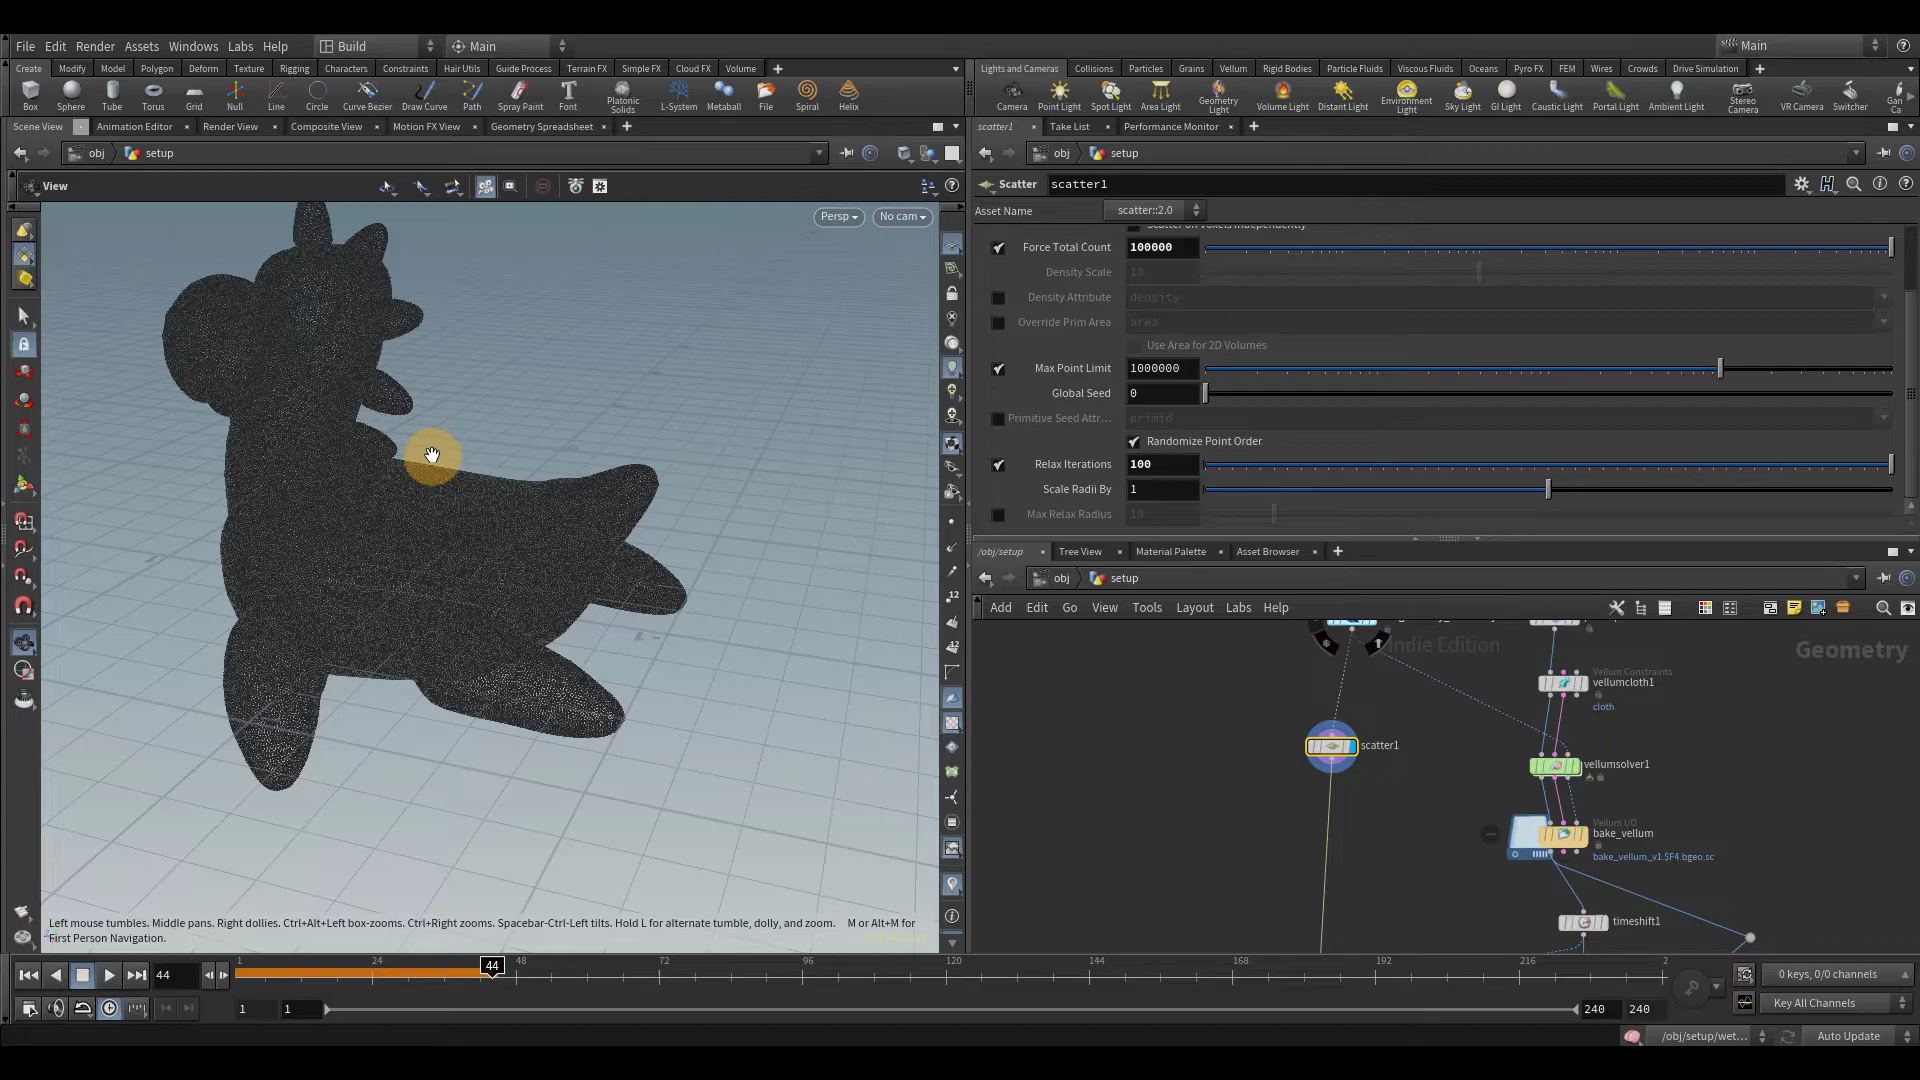 File Edit Render Assets Windows Labs Help Build Main Main
Create Modify Model Polygon Deform Texture Rigging Characters Constraints Hair Utils Guide Process Terrain FX Simple FX Cloud FX Volume
Lights and Cameras Collisions Particles Grains Vellum Rigid Bodies Particle Fluids Viscous Fluids Oceans Pyro FX FEM Wires Crowds Drive Simulation
Box Sphere Tube Torus Grid Null Line Circle Curve Bezier Draw Curve Path Spray Paint Font Platonic Solids L-System Metaball File Spiral Helix
Camera Point Light Spot Light Area Light Geometry Light Volume Light Distant Light Environment Light Sky Light GI Light Caustic Light Portal Light Ambient Light Stereo Camera VR Camera Switcher
Scene View Animation Editor Render View Composite View Motion FX View Geometry Spreadsheet
scatter1 Take List Performance Monitor
obj setup
obj setup
View
Persp No cam
Scatter scatter1
Asset Name scatter::2.0
Force Total Count 100000
Density Scale 10
Density Attribute density
Override Prim Area area
Use Area for 2D Volumes
Max Point Limit 1000000
Global Seed 0
Primitive Seed Attr... primid
Randomize Point Order
Relax Iterations 100
Scale Radii By 1
Max Relax Radius 10
/obj/setup Tree View Material Palette Asset Browser
obj setup
Add Edit Go View Tools Layout Labs Help
Indie Edition
Geometry
Vellum Constraints
vellumcloth1
cloth
scatter1
vellumsolver1
Vellum I/O
bake_vellum
bake_vellum_v1.$F4.bgeo.sc
timeshift1
Left mouse tumbles. Middle pans. Right dollies. Ctrl+Alt+Left box-zooms. Ctrl+Right zooms. Spacebar-Ctrl-Left tilts. Hold L for alternate tumble, dolly, and zoom. M or Alt+M for
First Person Navigation.
44 1 24 44 48 72 96 120 144 168 192 216 2
0 keys, 0/0 channels
1 1 240 240
Key All Channels
/obj/setup/wet... Auto Update